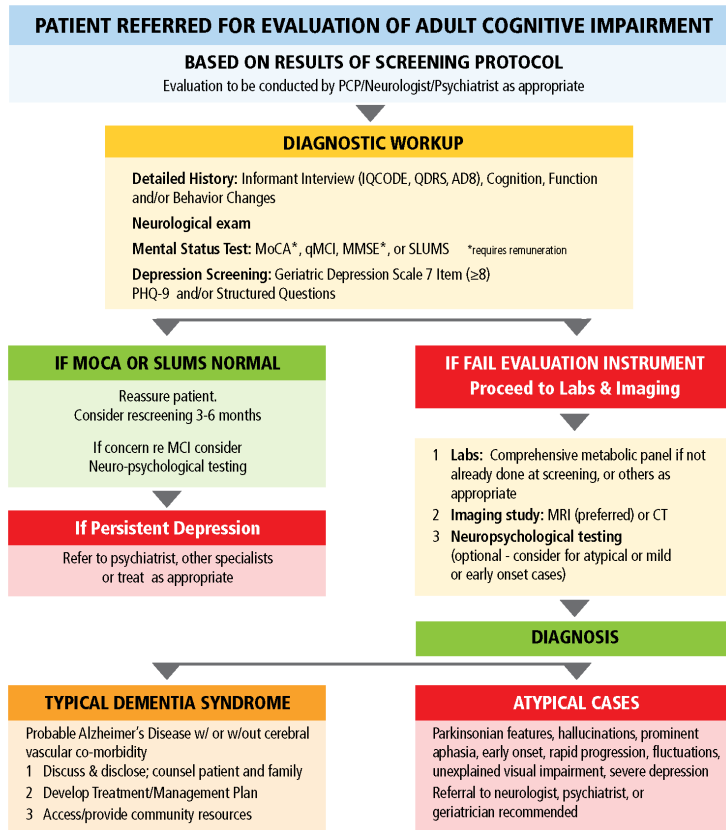 PATIENT REFERRED FOR EVALUATION OF ADULT COGNITIVE IMPAIRMENT
BASED ON RESULTS OF SCREENING PROTOCOL
Evaluation to be conducted by PCP/Neurologist/Psychiatrist as appropriate
DIAGNOSTIC WORKUP
Detailed History: Informant Interview (IQCODE, QDRS, AD8), Cognition, Function
and/or Behavior Changes
Neurological exam
Mental Status Test: MoCA*, qMCI, MMSE*, or SLUMS *requires remuneration
Depression Screening: Geriatric Depression Scale 7 Item (≥8)
PHQ-9 and/or Structured Questions
IF MOCA OR SLUMS NORMAL
Reassure patient.
Consider rescreening 3-6 months
If concern re MCI consider
Neuro-psychological testing
If Persistent Depression
Refer to psychiatrist, other specialists
or treat as appropriate
IF FAIL EVALUATION INSTRUMENT
Proceed to Labs & Imaging
1 Labs: Comprehensive metabolic panel if not
already done at screening, or others as
appropriate
2 Imaging study: MRI (preferred) or CT
3 Neuropsychological testing
(optional - consider for atypical or mild
or early onset cases)
DIAGNOSIS
TYPICAL DEMENTIA SYNDROME
Probable Alzheimer's Disease w/ or w/out cerebral
vascular co-morbidity
1 Discuss & disclose; counsel patient and family
2 Develop Treatment/Management Plan
3 Access/provide community resources
ATYPICAL CASES
Parkinsonian features, hallucinations, prominent
aphasia, early onset, rapid progression, fluctuations,
unexplained visual impairment, severe depression
Referral to neurologist, psychiatrist, or
geriatrician recommended